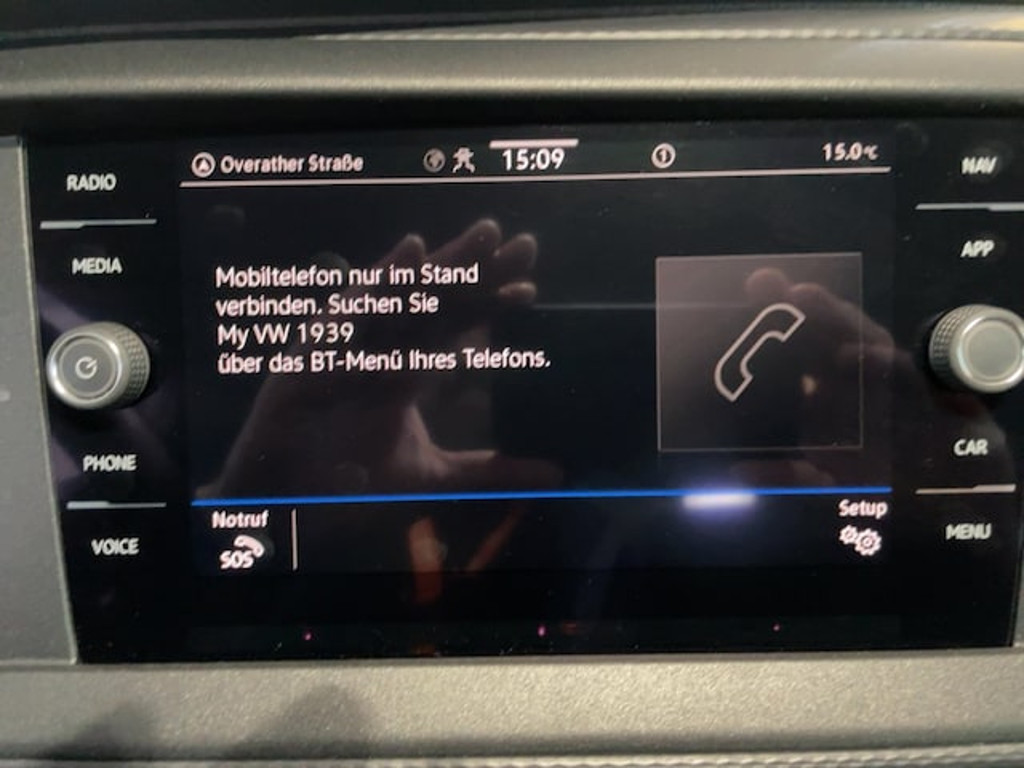 RADIO
MEDIA
PHONE
VOICE
Overather Straße
15:09
1
15.0°C
Mobiltelefon nur im Stand
verbinden. Suchen Sie
My VW 1939
über das BT-Menü Ihres Telefons.
Notruf
SOS
Setup
NAV
APP
CAR
MENU